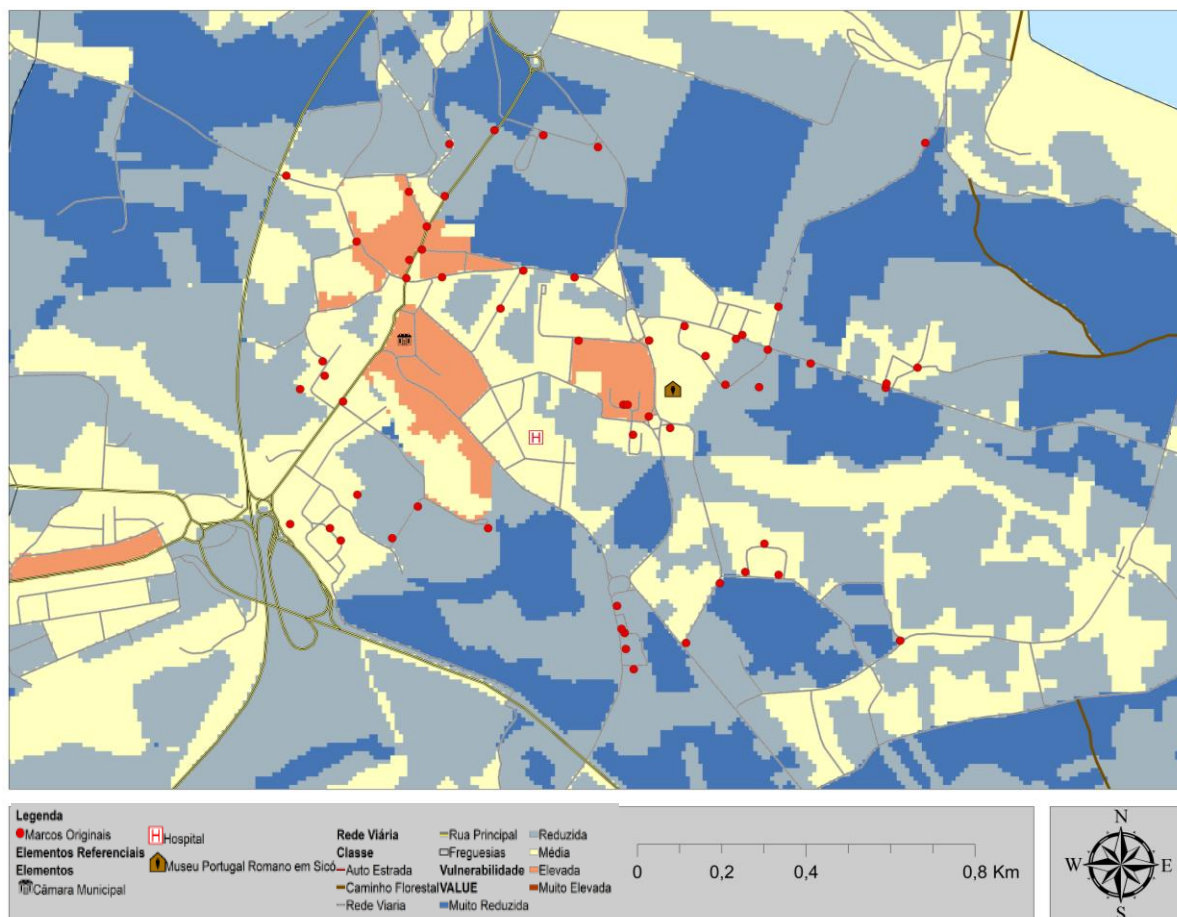 H
Legenda
Marcos Originais
Elementos Referenciais
Elementos
Câmara Municipal
H Hospital
Museu Portugal Romano em Sicó
Rede Viária
Classe
Auto Estrada
Caminho Florestal
Rede Viaria
Rua Principal
Freguesias
Vulnerabilidade
VALUE
Muito Reduzida
Reduzida
Média
Elevada
Muito Elevada
0 0,2 0,4 0,8 Km
N
W E
S